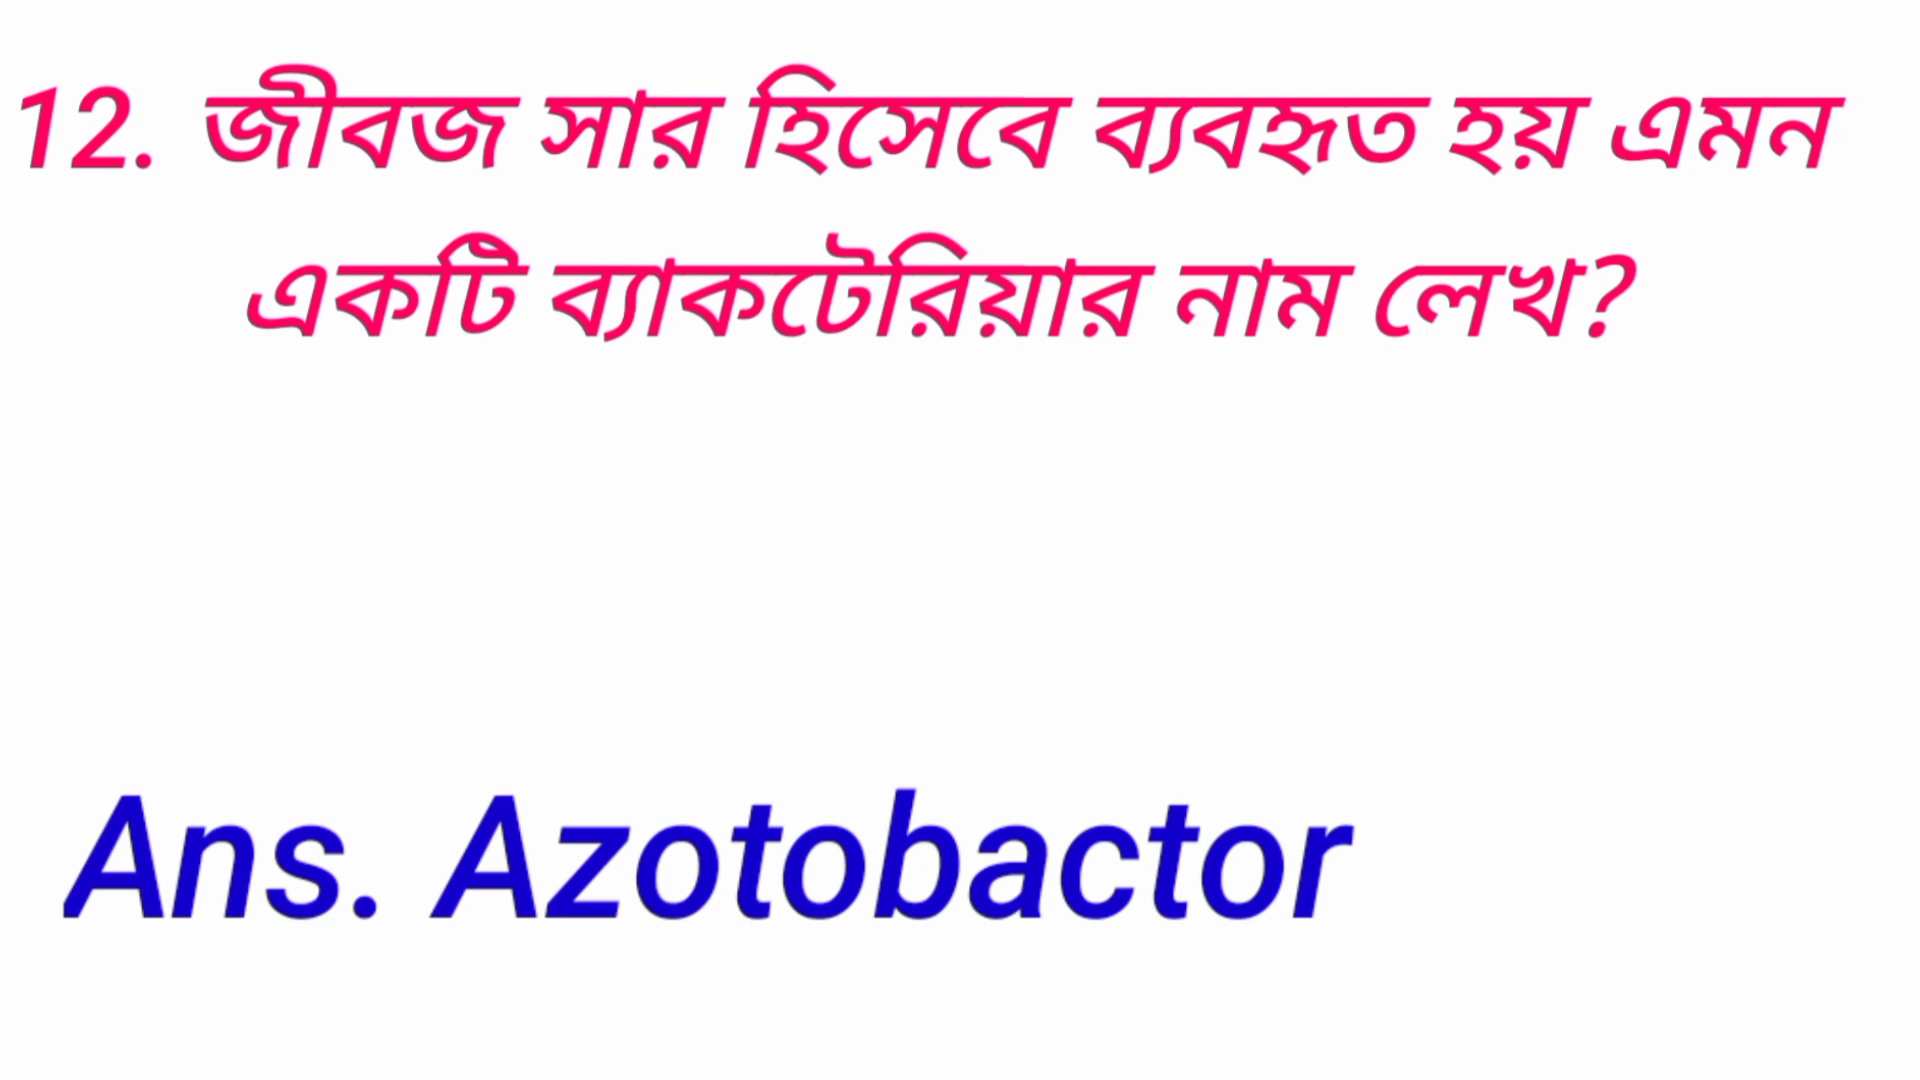 12. জীবজ সার হিসেবে ব্যবহৃত হয় এমন
একটি ব্যাকটেরিয়ার নাম লেখ?
Ans. Azotobactor